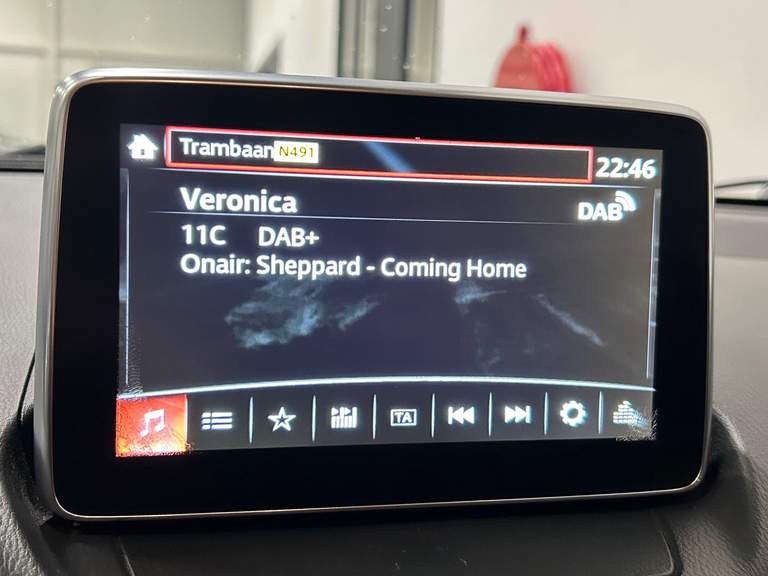 Trambaan N491 22:46
Veronica
DAB
11C DAB+
Onair: Sheppard - Coming Home
TA